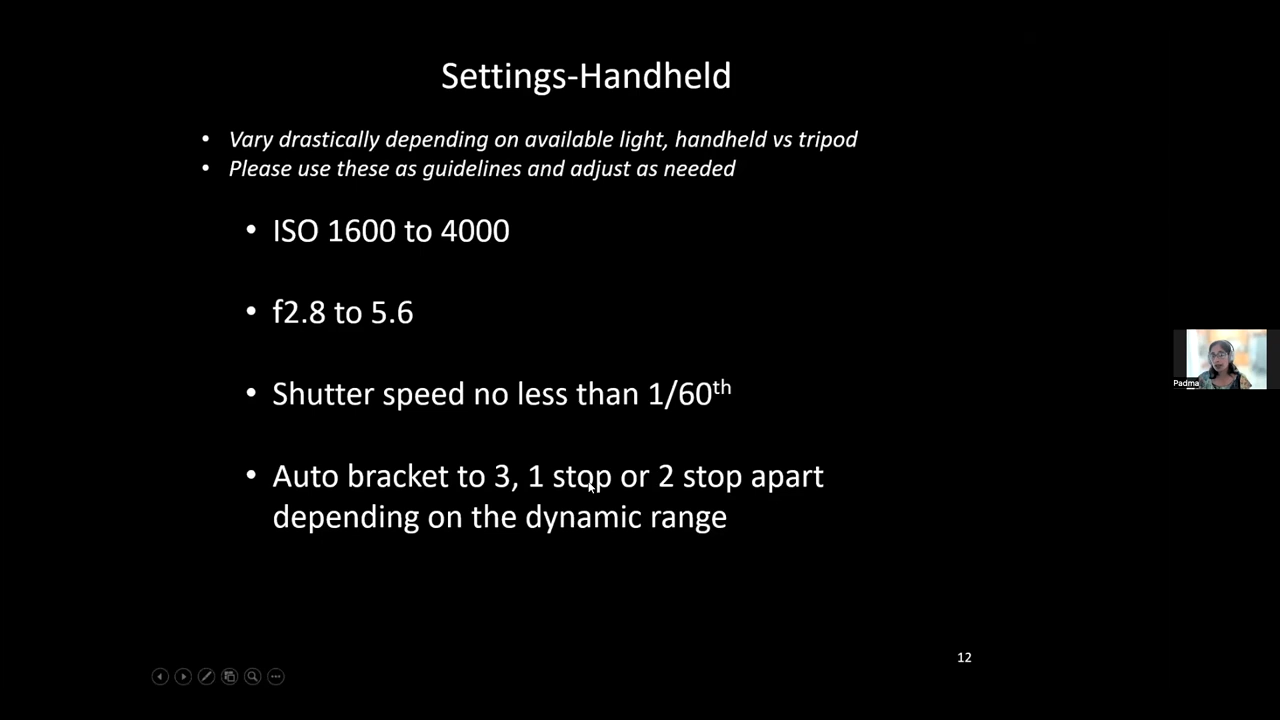 Settings-Handheld
• Vary drastically depending on available light, handheld vs tripod
• Please use these as guidelines and adjust as needed
• ISO 1600 to 4000
• f2.8 to 5.6
• Shutter speed no less than 1/60th
• Auto bracket to 3, 1 stop or 2 stop apart
depending on the dynamic range
Padma
12